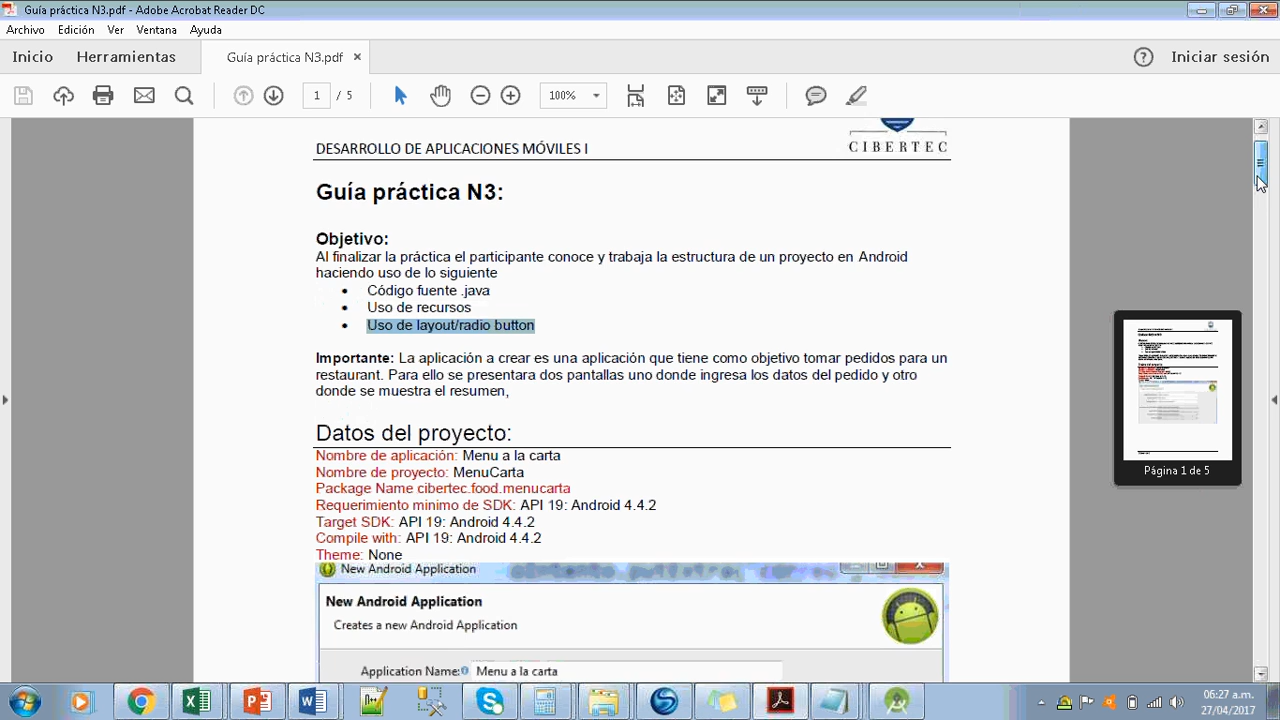 Guía práctica N3.pdf - Adobe Acrobat Reader DC
Archivo Edición Ver Ventana Ayuda
Inicio Herramientas Guía práctica N3.pdf × Iniciar sesión
1 / 5 100%
DESARROLLO DE APLICACIONES MÓVILES I
CIBERTEC
Guía práctica N3:
Objetivo:
Al finalizar la práctica el participante conoce y trabaja la estructura de un proyecto en Android
haciendo uso de lo siguiente
• Código fuente .java
• Uso de recursos
• Uso de layout/radio button
Importante: La aplicación a crear es una aplicación que tiene como objetivo tomar pedidos para un
restaurant. Para ello se presentara dos pantallas uno donde ingresa los datos del pedido y otro
donde se muestra el resumen,
Datos del proyecto:
Nombre de aplicación: Menu a la carta
Nombre de proyecto: MenuCarta
Package Name cibertec.food.menucarta
Requerimiento minimo de SDK: API 19: Android 4.4.2
Target SDK: API 19: Android 4.4.2
Compile with: API 19: Android 4.4.2
Theme: None
New Android Application
New Android Application
Creates a new Android Application
Application Name: Menu a la carta
Página 1 de 5
06:27 a.m.
27/04/2017